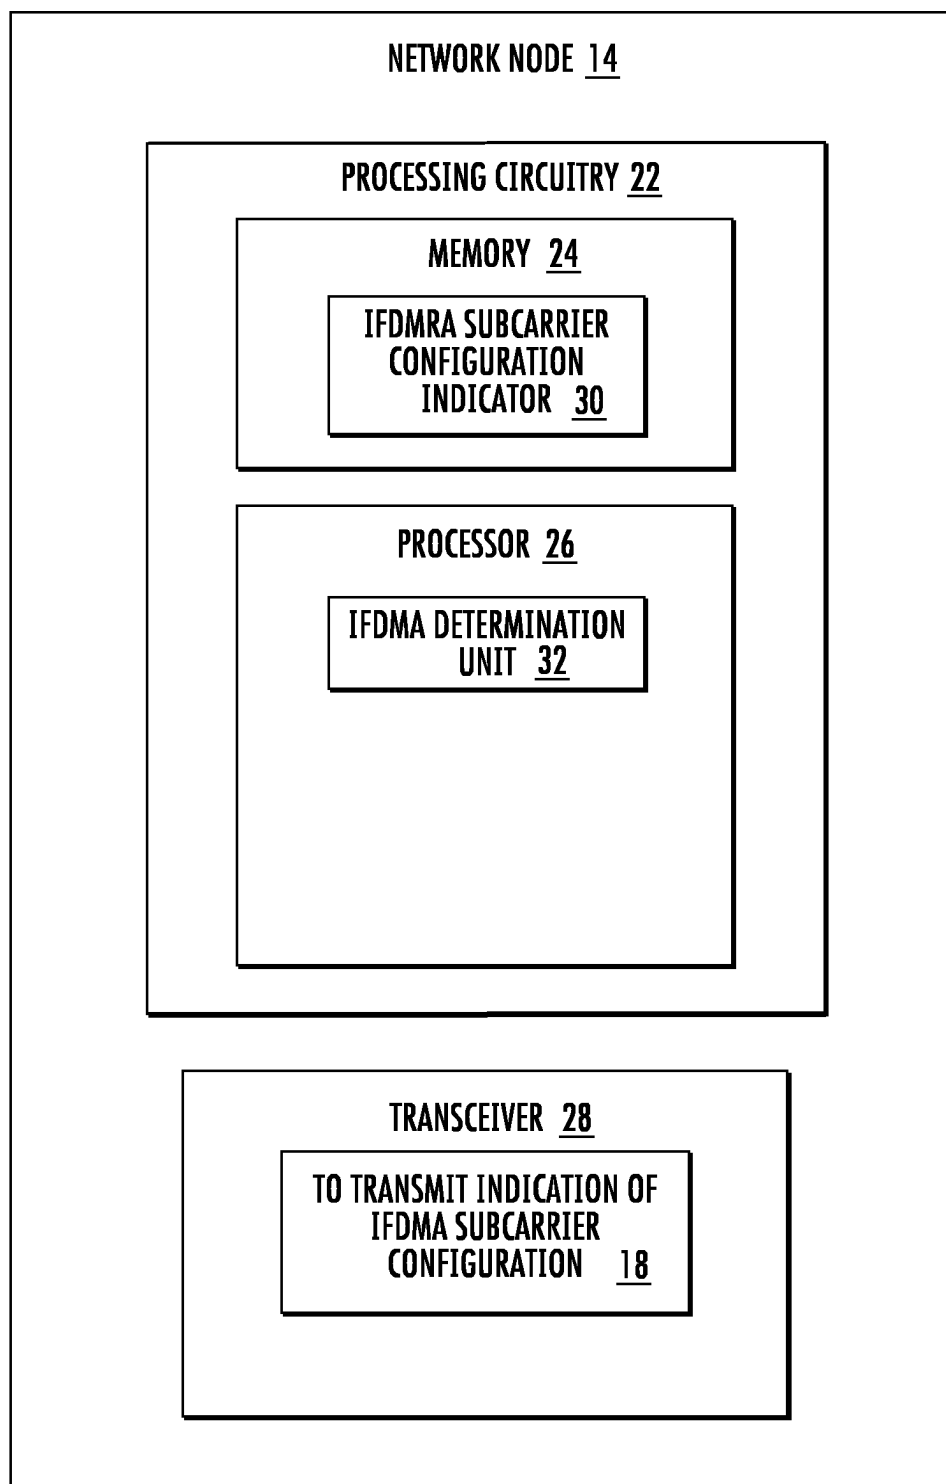 NETWORK NODE 14
PROCESSING CIRCUITRY 22
MEMORY 24
IFDMRA SUBCARRIER
CONFIGURATION
INDICATOR 30
PROCESSOR 26
IFDMA DETERMINATION
UNIT 32
TRANSCEIVER 28
TO TRANSMIT INDICATION OF
IFDMA SUBCARRIER
CONFIGURATION 18